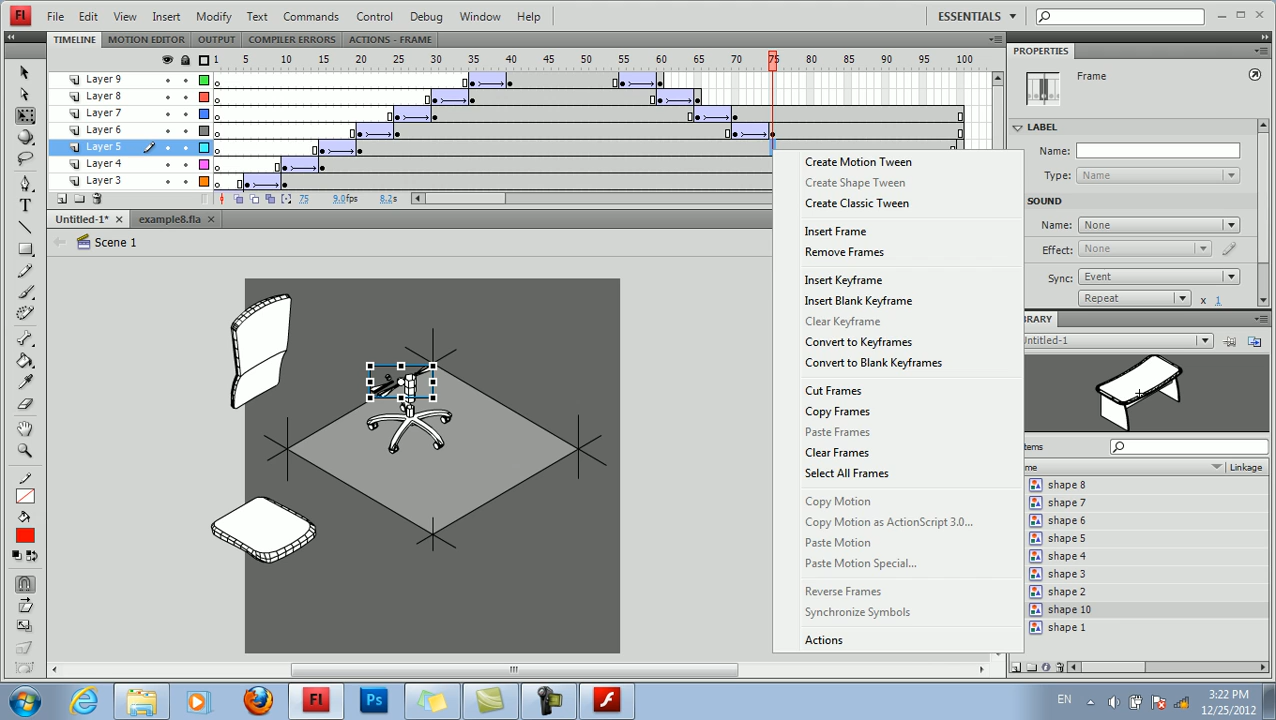 Fl File Edit View Insert Modify Text Commands Control Debug Window Help ESSENTIALS
TIMELINE MOTION EDITOR OUTPUT COMPILER ERRORS ACTIONS - FRAME
1 5 10 15 20 25 30 35 40 45 50 55 60 65 70 75 80 85 90 95 100
Layer 9
Layer 8
Layer 7
Layer 6
Layer 5
Layer 4
Layer 3
75 9.0fps 8.2s
Untitled-1* example8.fla
Scene 1
Create Motion Tween
Create Shape Tween
Create Classic Tween
Insert Frame
Remove Frames
Insert Keyframe
Insert Blank Keyframe
Clear Keyframe
Convert to Keyframes
Convert to Blank Keyframes
Cut Frames
Copy Frames
Paste Frames
Clear Frames
Select All Frames
Copy Motion
Copy Motion as ActionScript 3.0...
Paste Motion
Paste Motion Special...
Reverse Frames
Synchronize Symbols
Actions
PROPERTIES
Frame
LABEL
Name:
Type: Name
SOUND
Name: None
Effect: None
Sync: Event
Repeat x 1
IBRARY
Untitled-1
items
me Linkage
shape 8
shape 7
shape 6
shape 5
shape 4
shape 3
shape 2
shape 10
shape 1
Fl Ps
EN 3:22 PM
12/25/2012